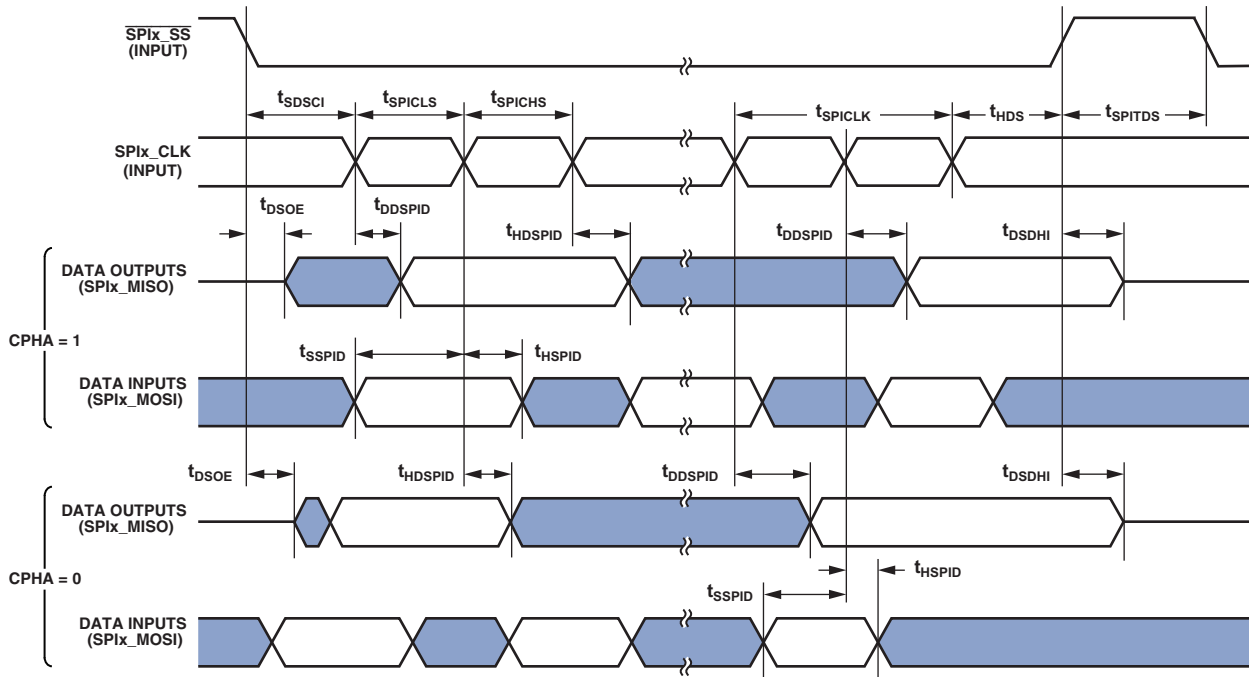 SPIx_SS
(INPUT)
tSDSCI tSPICLS tSPICHS tSPICLK tHDS tSPITDS
SPIx_CLK
(INPUT)
tDSOE tDDSPID tHDSPID tDDSPID tDSDHI
DATA OUTPUTS
(SPIx_MISO)
CPHA = 1
tSSPID tHSPID
DATA INPUTS
(SPIx_MOSI)
tDSOE tHDSPID tDDSPID tDSDHI
DATA OUTPUTS
(SPIx_MISO)
CPHA = 0
tSSPID tHSPID
DATA INPUTS
(SPIx_MOSI)